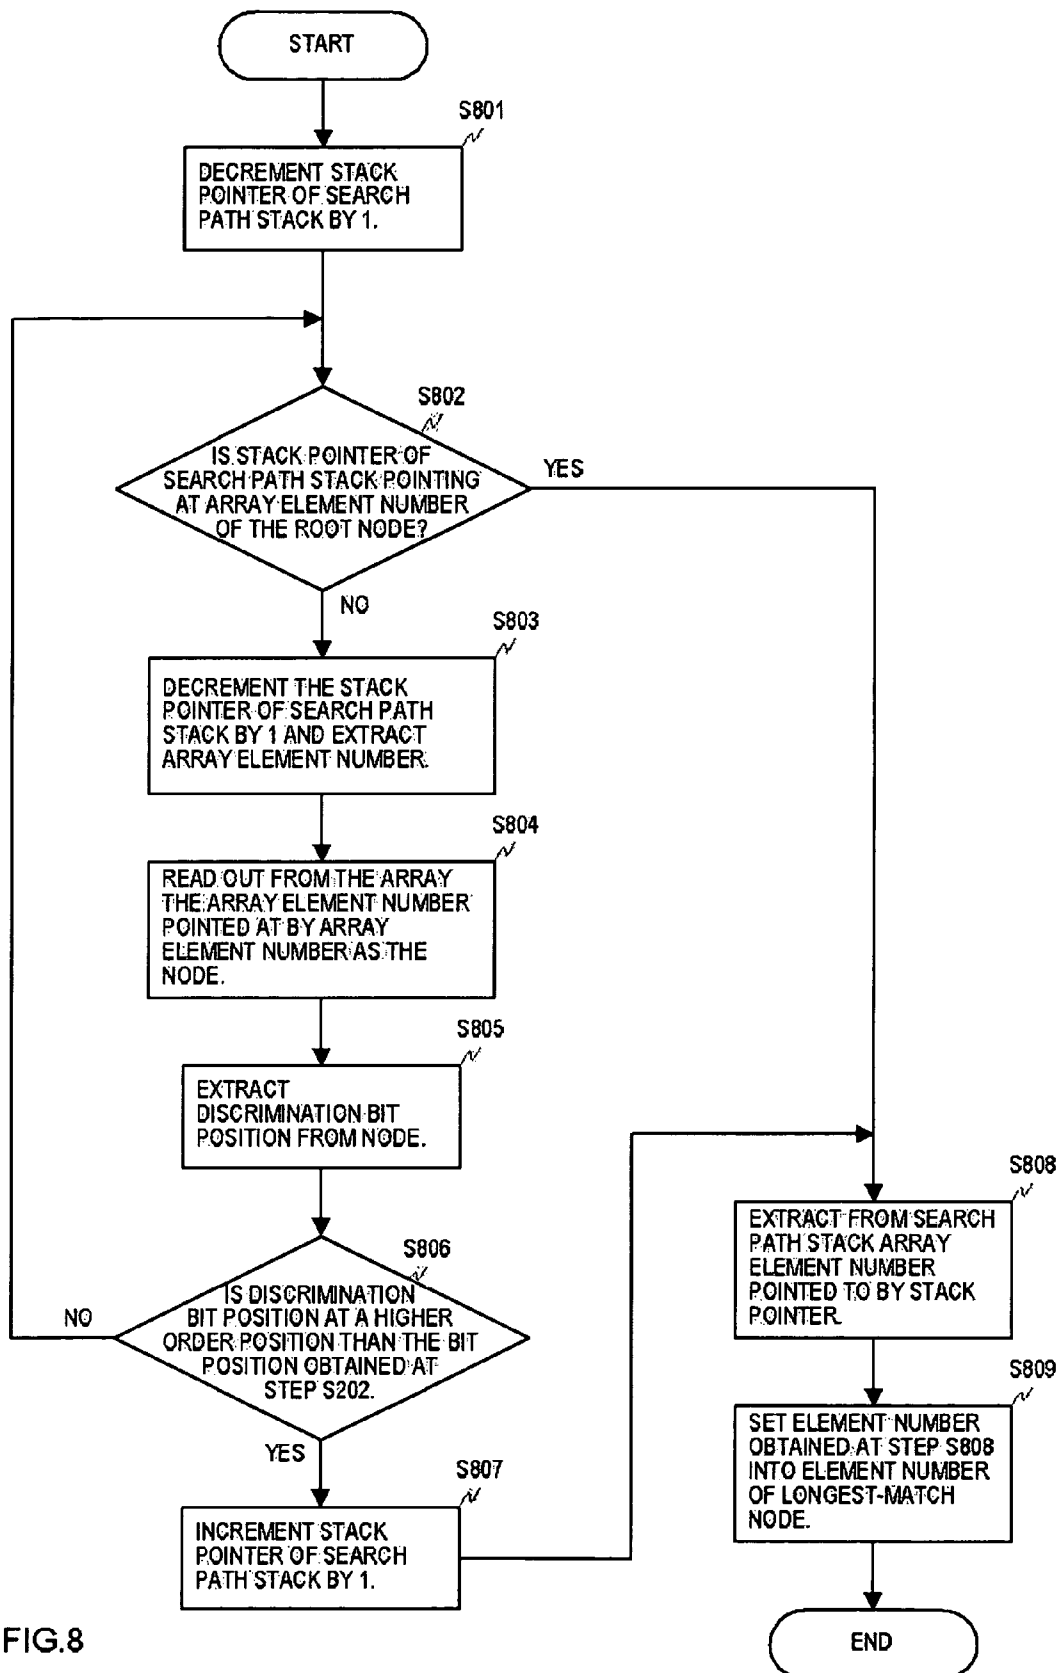 START
S801
DECREMENT STACK
POINTER OF SEARCH
PATH STACK BY 1.
S802
IS STACK POINTER OF
SEARCH PATH STACK POINTING
AT ARRAY ELEMENT NUMBER
OF THE ROOT NODE?
YES
NO
S803
DECREMENT THE STACK
POINTER OF SEARCH PATH
STACK BY 1 AND EXTRACT
ARRAY ELEMENT NUMBER.
S804
READ OUT FROM THE ARRAY
THE ARRAY ELEMENT NUMBER
POINTED AT BY ARRAY
ELEMENT NUMBER AS THE
NODE.
S805
EXTRACT
DISCRIMINATION BIT
POSITION FROM NODE.
S806
IS DISCRIMINATION
BIT POSITION AT A HIGHER
ORDER POSITION THAN THE BIT
POSITION OBTAINED AT
STEP S202.
NO
YES
S807
INCREMENT STACK
POINTER OF SEARCH
PATH STACK BY 1.
S808
EXTRACT FROM SEARCH
PATH STACK ARRAY
ELEMENT NUMBER
POINTED TO BY STACK
POINTER.
S809
SET ELEMENT NUMBER
OBTAINED AT STEP S808
INTO ELEMENT NUMBER
OF LONGEST-MATCH
NODE.
END
FIG.8